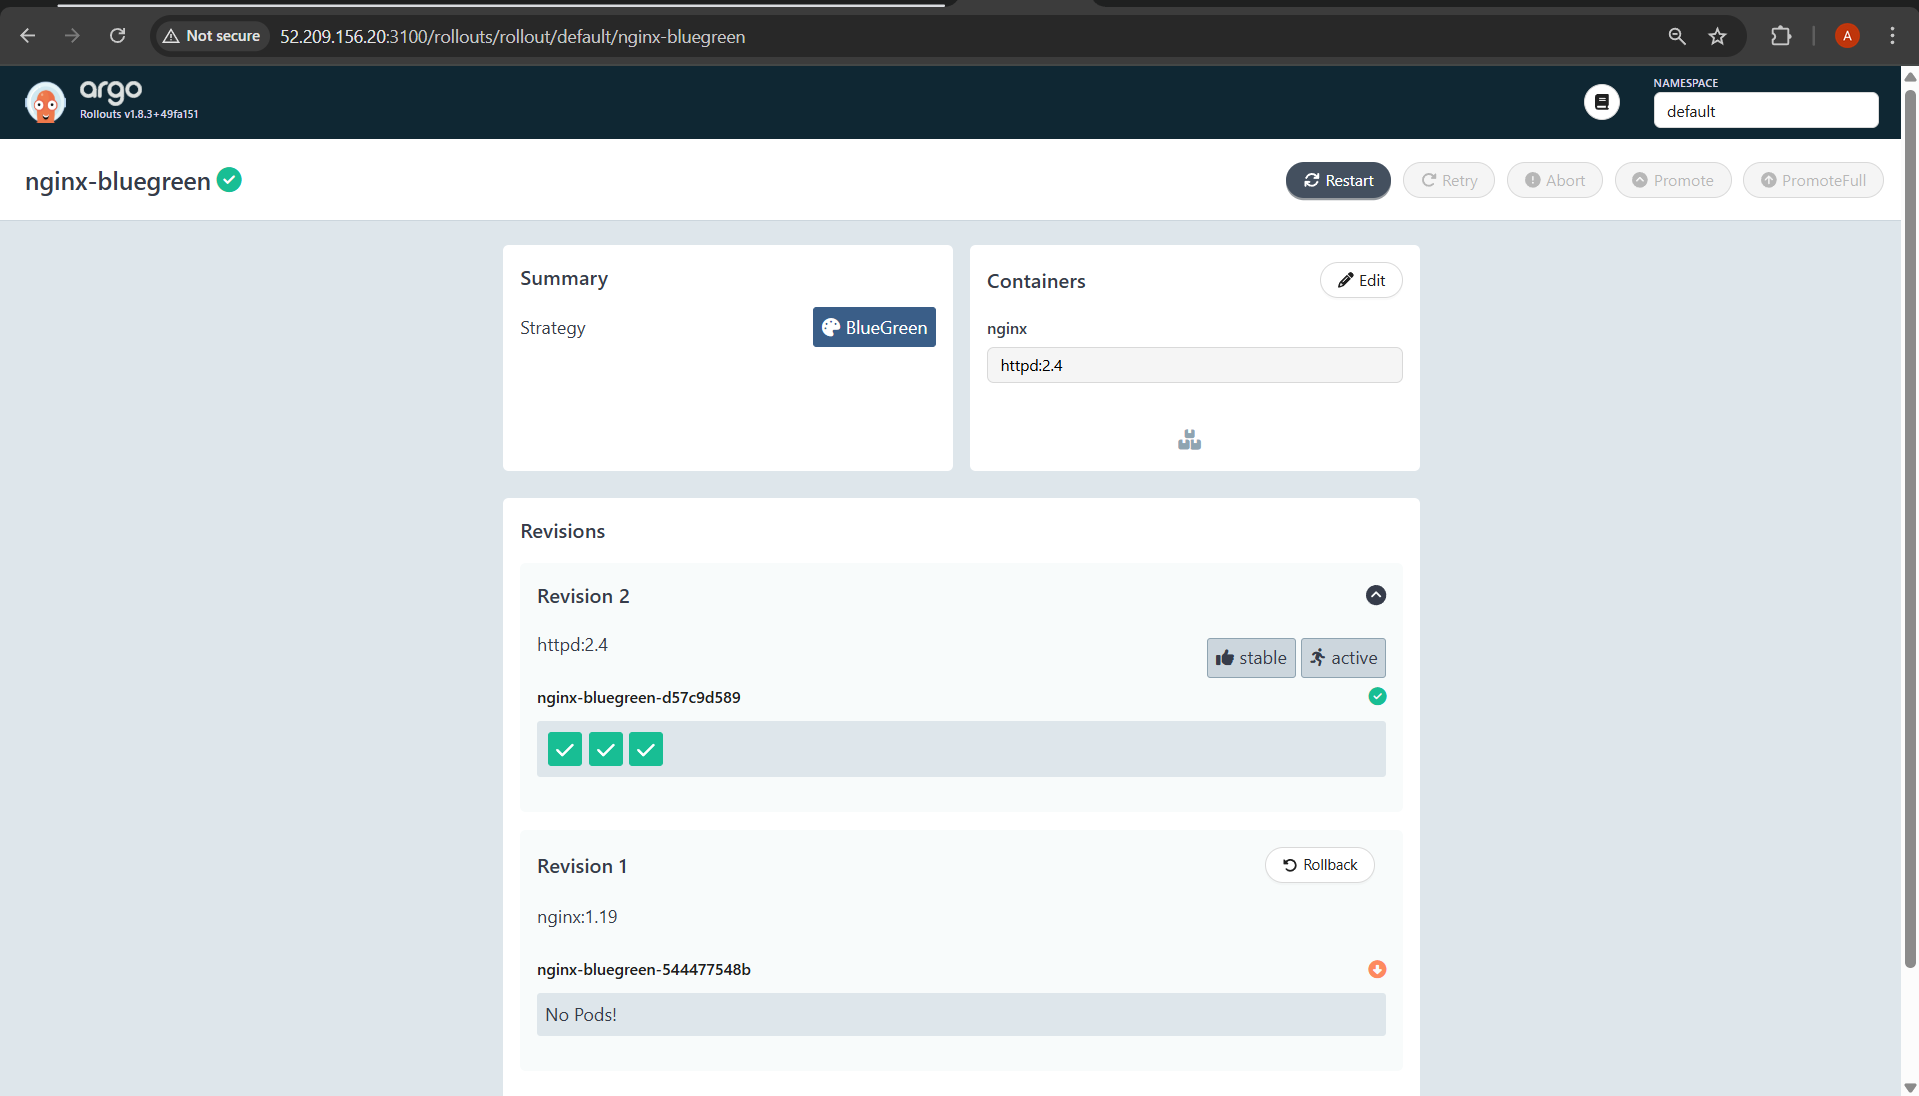 Not secure
52.209.156.20:3100/rollouts/rollout/default/nginx-bluegreen
A
argo
Rollouts v1.8.3+49fa151
NAMESPACE
default
nginx-bluegreen
Restart
Retry
Abort
Promote
PromoteFull
Summary
Strategy
BlueGreen
Containers
Edit
nginx
httpd:2.4
Revisions
Revision 2
httpd:2.4
stable
active
nginx-bluegreen-d57c9d589
Revision 1
Rollback
nginx:1.19
nginx-bluegreen-544477548b
No Pods!